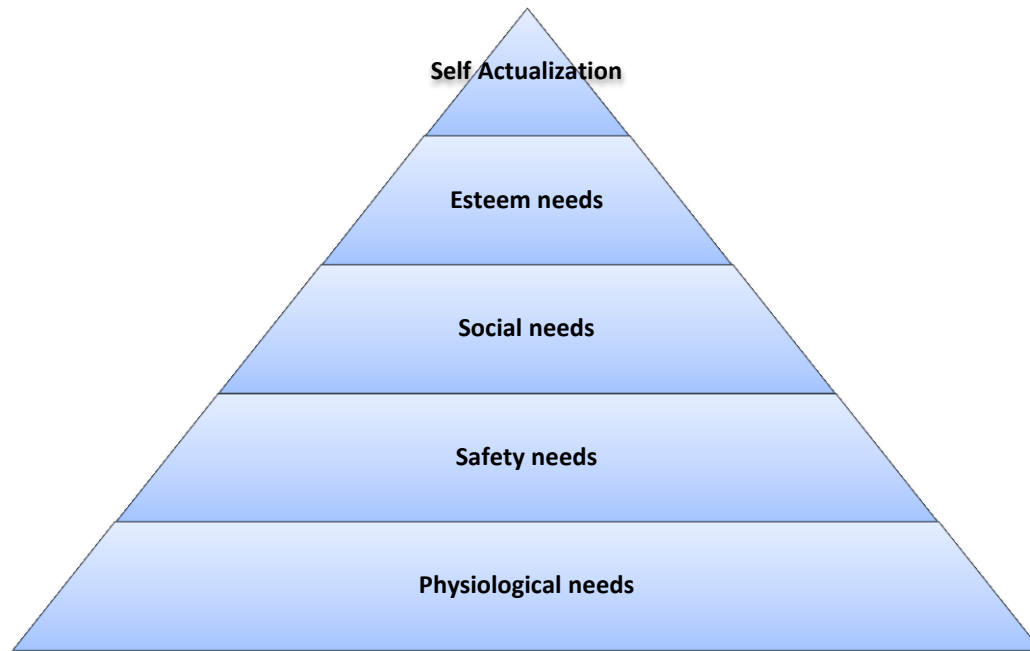 Self Actualization
Esteem needs
Social needs
Safety needs
Physiological needs